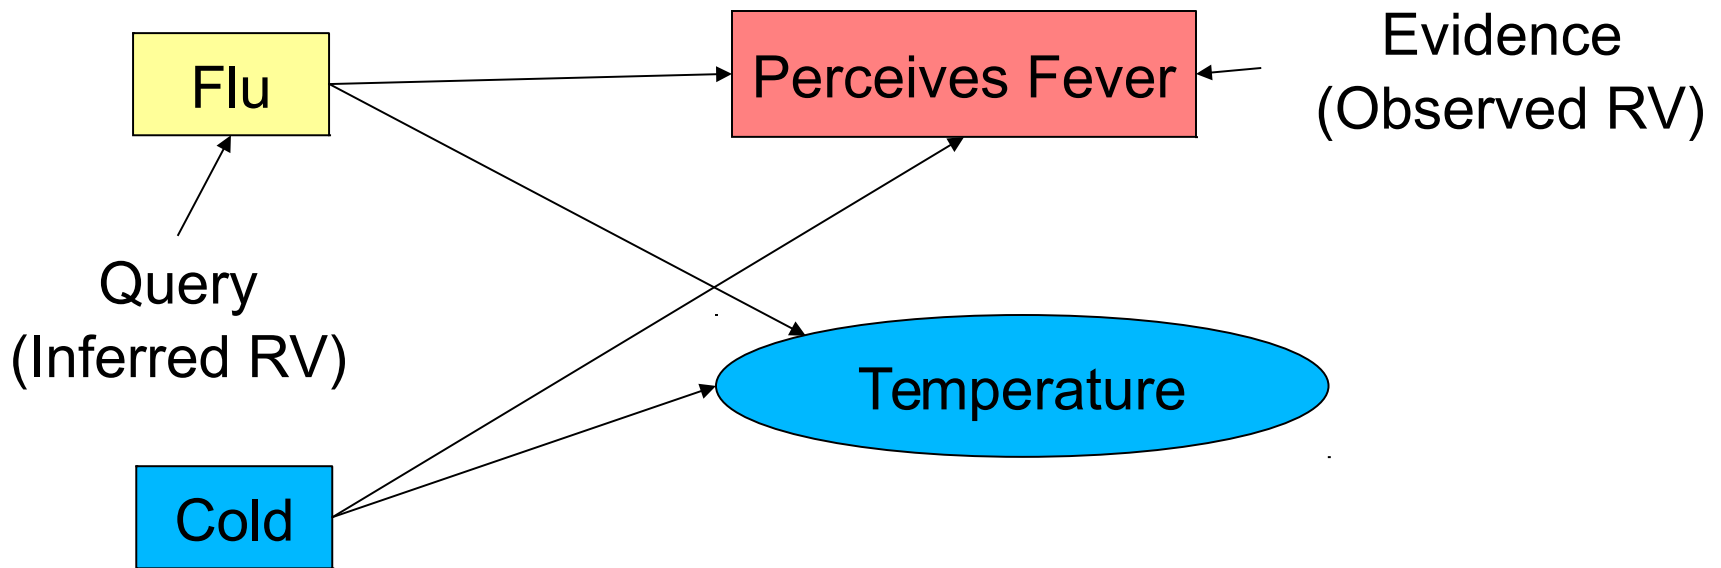 Flu
Perceives Fever
Evidence
(Observed RV)
Query
(Inferred RV)
Temperature
Cold